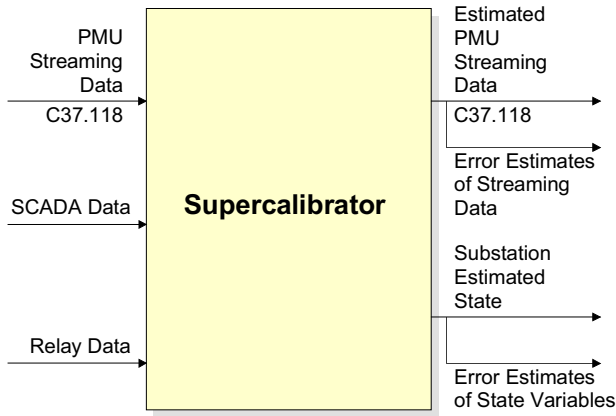 PMU
Streaming
Data
C37.118
SCADA Data
Relay Data
Supercalibrator
Estimated
PMU
Streaming
Data
C37.118
Error Estimates
of Streaming
Data
Substation
Estimated
State
Error Estimates
of State Variables